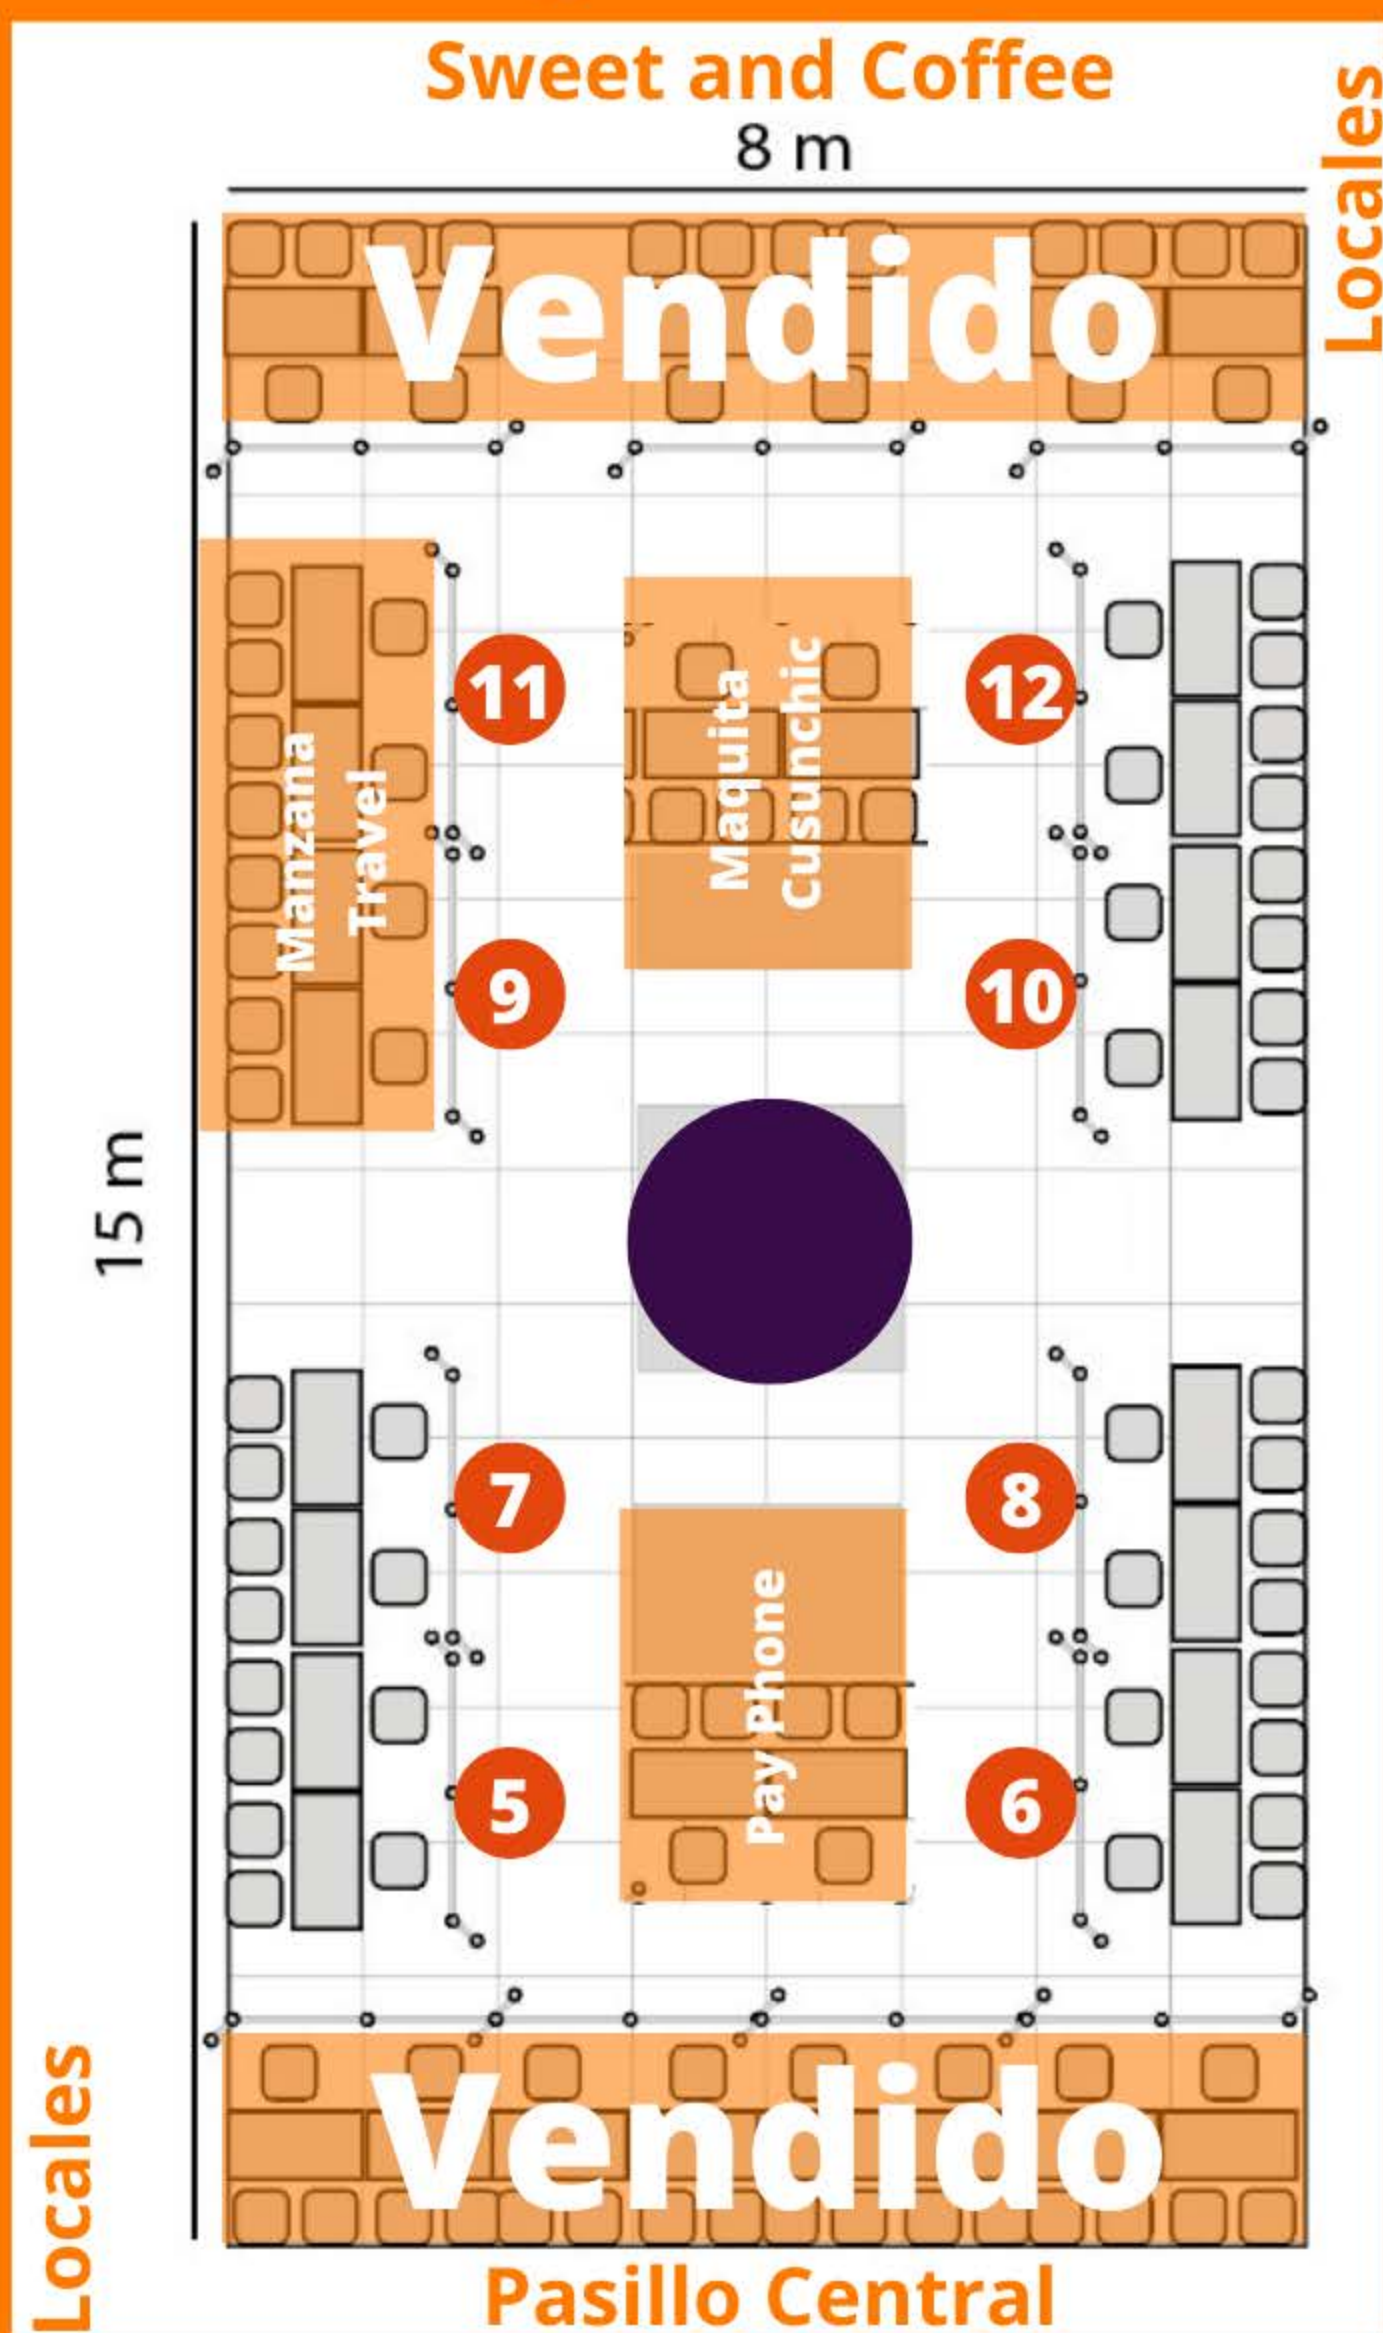 Sweet and Coffee
8 m
Locales
Vendido
11
12
Manzana
Travel
Maquita
Cusunchic
9
10
15 m
7
8
Pay Phone
5
6
Locales
Vendido
Pasillo Central